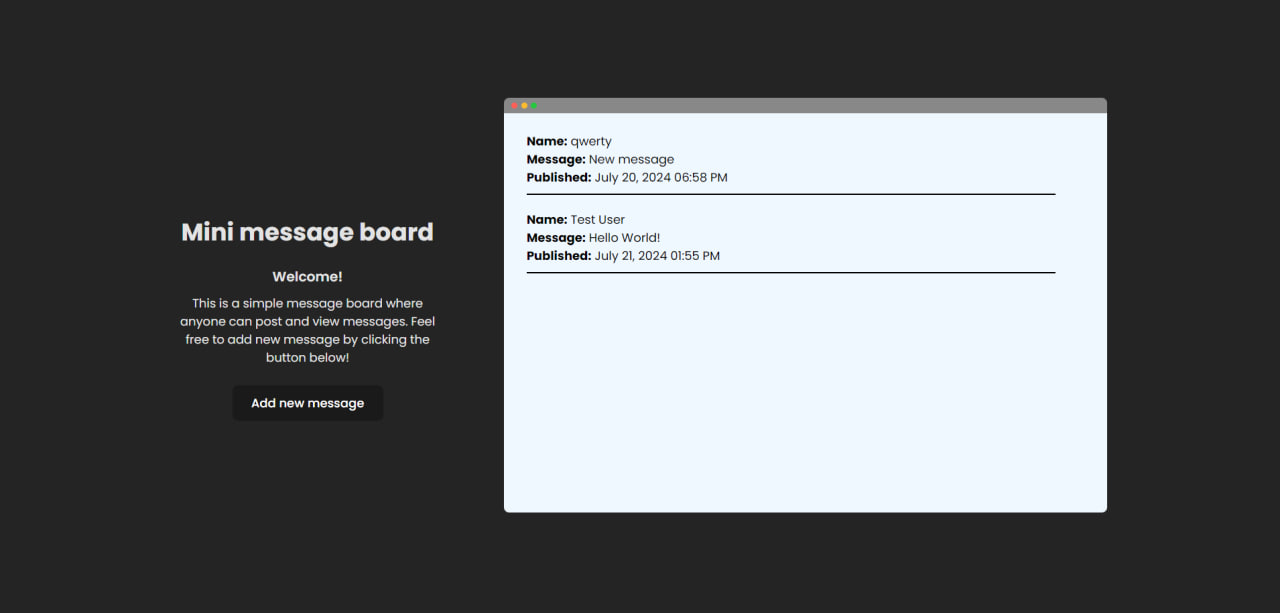 Mini message board
Welcome!
This is a simple message board where
anyone can post and view messages. Feel
free to add new message by clicking the
button below!
Add new message
Name: qwerty
Message: New message
Published: July 20, 2024 06:58 PM
Name: Test User
Message: Hello World!
Published: July 21, 2024 01:55 PM